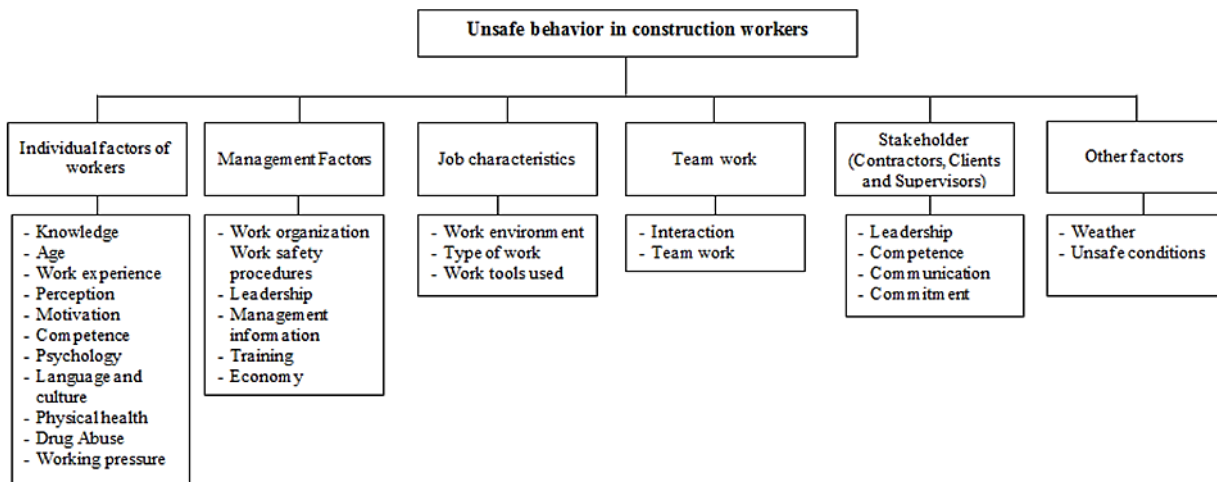 Unsafe behavior in construction workers
Individual factors of
workers
Management Factors
Job characteristics
Team work
Stakeholder
(Contractors, Clients
and Supervisors)
Other factors
- Knowledge
- Age
- Work experience
- Perception
- Motivation
- Competence
- Psychology
- Language and
culture
- Physical health
- Drug Abuse
- Working pressure
- Work organization
Work safety
procedures
- Leadership
- Management
information
- Training
- Economy
- Work environment
- Type of work
- Work tools used
- Interaction
- Team work
- Leadership
- Competence
- Communication
- Commitment
- Weather
- Unsafe conditions